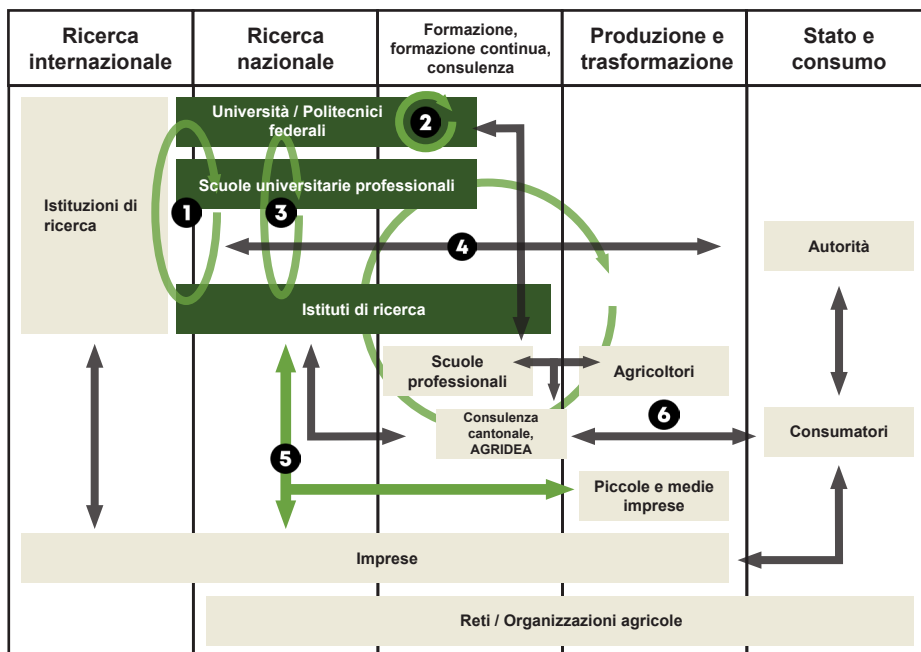 Ricerca
internazionale
Ricerca
nazionale
Formazione,
formazione continua,
consulenza
Produzione e
trasformazione
Stato e
consumo
Università / Politecnici
federali
2
Scuole universitarie professionali
Istituzioni di
ricerca
1
3
4
Autorità
Istituti di ricerca
Scuole
professionali
Agricoltori
Consulenza
cantonale,
AGRIDEA
6
Consumatori
5
Piccole e medie
imprese
Imprese
Reti / Organizzazioni agricole